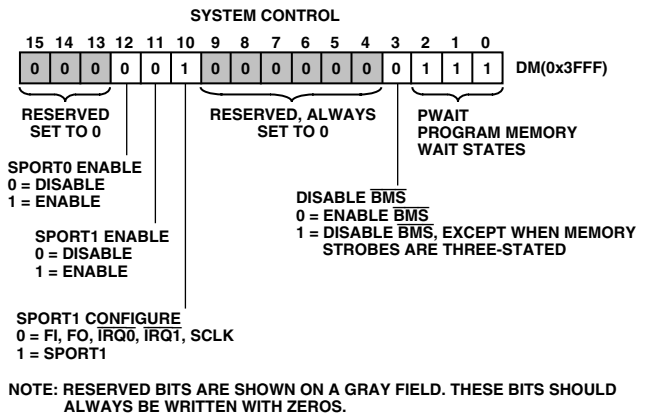 SYSTEM CONTROL
15 14 13 12 11 10 9 8 7 6 5 4 3 2 1 0
0 0 0 0 0 1 0 0 0 0 0 0 0 1 1 1 DM(0x3FFF)
RESERVED
SET TO 0
RESERVED, ALWAYS
SET TO 0
PWAIT
PROGRAM MEMORY
WAIT STATES
SPORT0 ENABLE
0 = DISABLE
1 = ENABLE
DISABLE BMS
0 = ENABLE BMS
1 = DISABLE BMS, EXCEPT WHEN MEMORY
STROBES ARE THREE-STATED
SPORT1 ENABLE
0 = DISABLE
1 = ENABLE
SPORT1 CONFIGURE
0 = FI, FO, IRQ0, IRQ1, SCLK
1 = SPORT1
NOTE: RESERVED BITS ARE SHOWN ON A GRAY FIELD. THESE BITS SHOULD
ALWAYS BE WRITTEN WITH ZEROS.